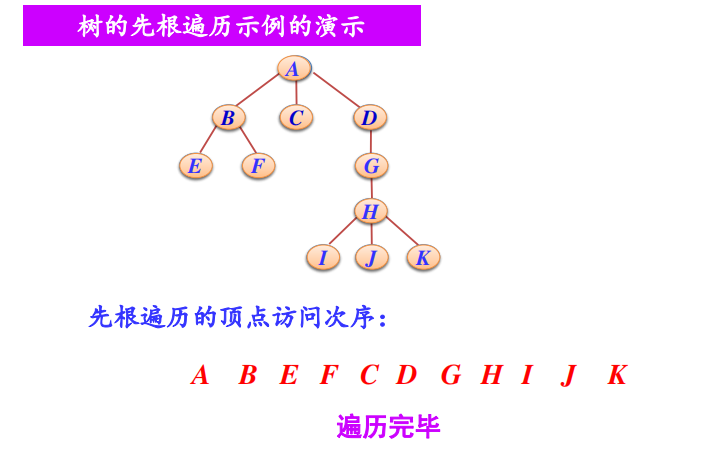 树的先根遍历示例的演示
A
B C D
E F G
H
I J K
先根遍历的顶点访问次序：
A B E F C D G H I J K
遍历完毕